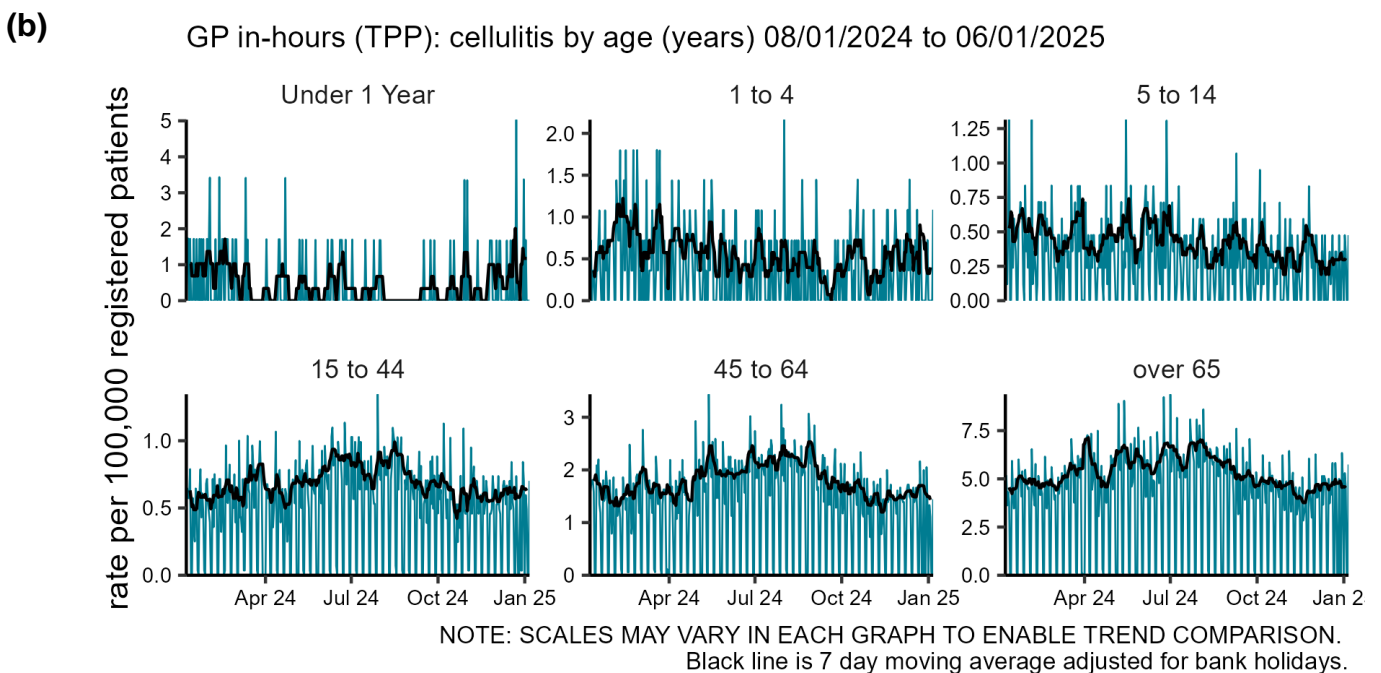 (b)
GP in-hours (TPP): cellulitis by age (years) 08/01/2024 to 06/01/2025
rate per 100,000 registered patients
Under 1 Year
5
4
3
2
1
0
1 to 4
2.0
1.5
1.0
0.5
0.0
5 to 14
1.25
1.00
0.75
0.50
0.25
0.00
15 to 44
1.0
0.5
0.0
Apr 24 Jul 24 Oct 24 Jan 25
45 to 64
3
2
1
0
Apr 24 Jul 24 Oct 24 Jan 25
over 65
7.5
5.0
2.5
0.0
Apr 24 Jul 24 Oct 24 Jan 2
NOTE: SCALES MAY VARY IN EACH GRAPH TO ENABLE TREND COMPARISON.
Black line is 7 day moving average adjusted for bank holidays.